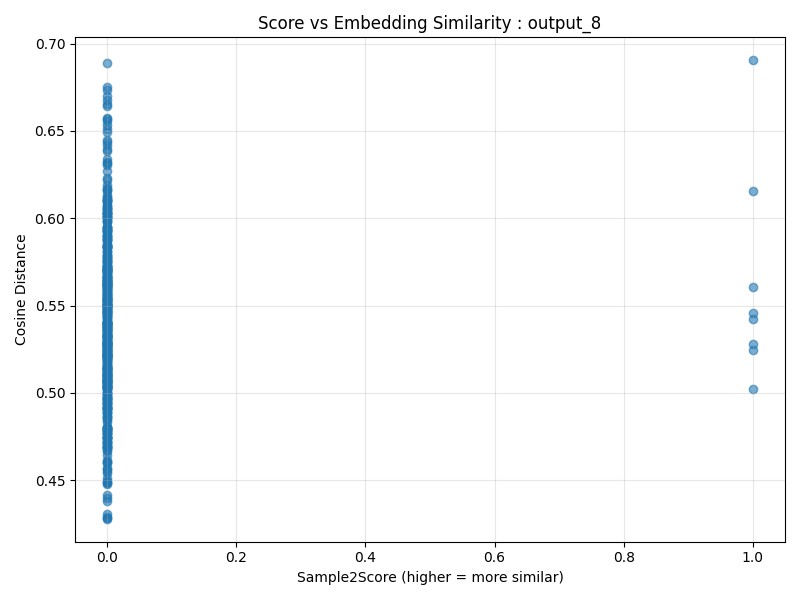 Score vs Embedding Similarity : output_8
Cosine Distance
0.70
0.65
0.60
0.55
0.50
0.45
0.0 0.2 0.4 0.6 0.8 1.0
Sample2Score (higher = more similar)